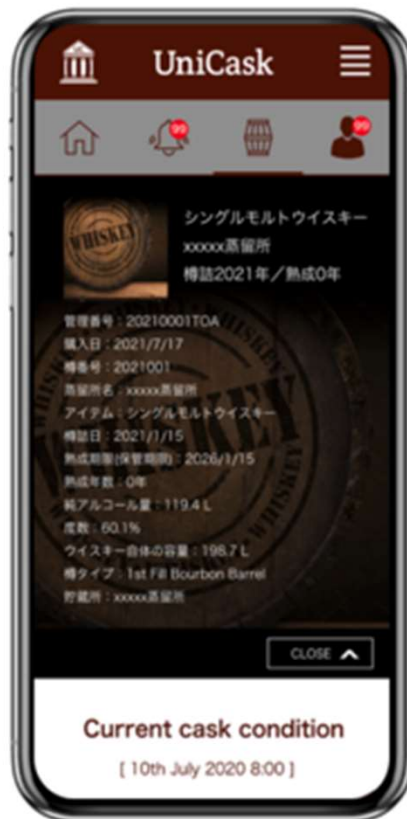 UniCask
99
99
WHISKEY
シングルモルトウイスキー
xxxxx蒸留所
樽詰2021年／熟成0年
管理番号：20210001TOA
購入日：2021/7/17
樽番号：2021001
蒸留所名：xxxxx蒸留所
アイテム：シングルモルトウイスキー
樽詰日：2021/1/15
熟成期限(保管期限)：2026/1/15
熟成年数：0年
純アルコール量：119.4 L
度数：60.1%
ウイスキー自体の容量：198.7 L
樽タイプ：1st Fill Bourbon Barrel
貯蔵所：xxxxx蒸留所
WHISKEY
CLOSE
Current cask condition
[ 10th July 2020 8:00 ]